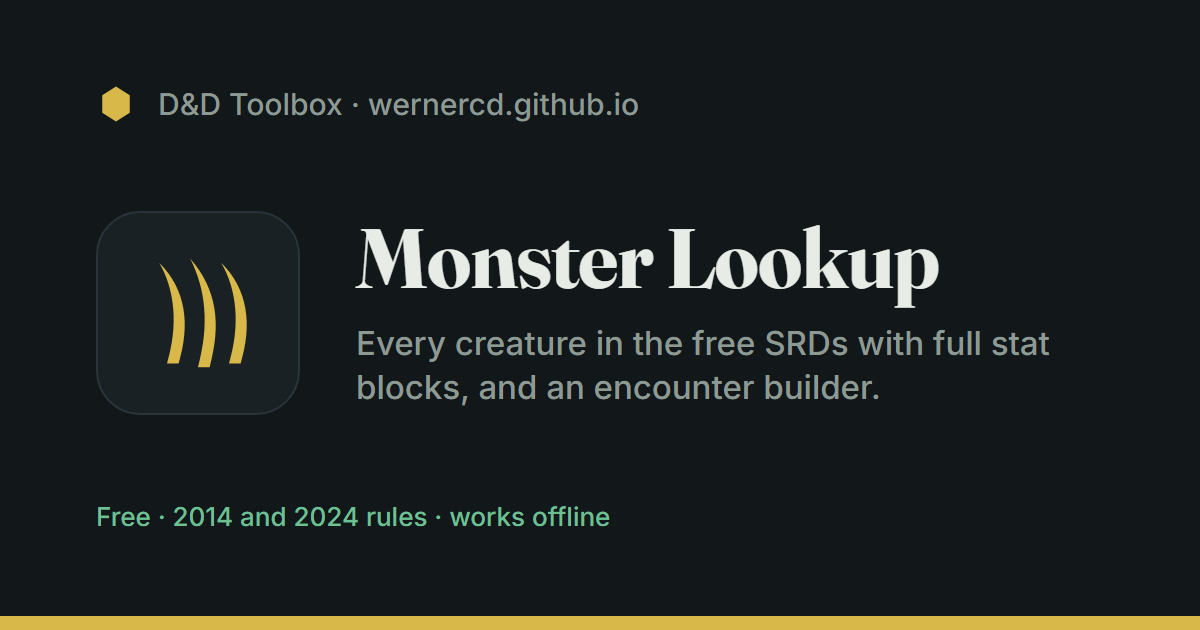 D&D Toolbox · wernercd.github.io
Monster Lookup
Every creature in the free SRDs with full stat
blocks, and an encounter builder.
Free · 2014 and 2024 rules · works offline